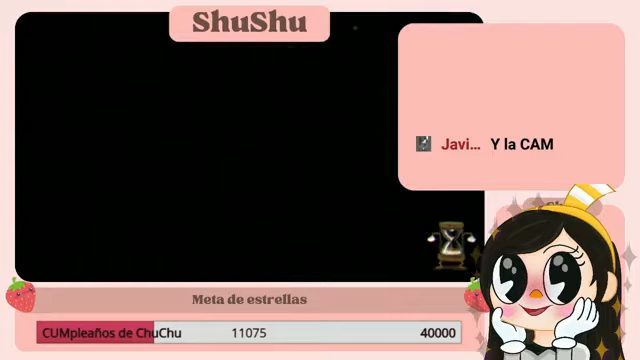 ShuShu
Javi... Y la CAM
Meta de estrellas
CUMpleaños de ChuChu 11075 40000